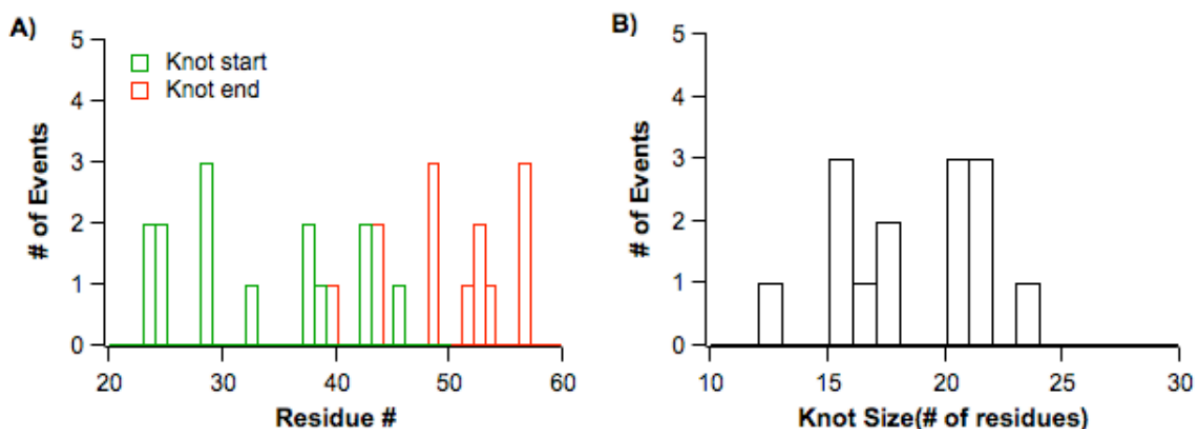 A)
# of Events
5
4
3
2
1
0
Knot start
Knot end
20 30 40 50 60
Residue #
B)
# of Events
5
4
3
2
1
0
10 15 20 25 30
Knot Size(# of residues)